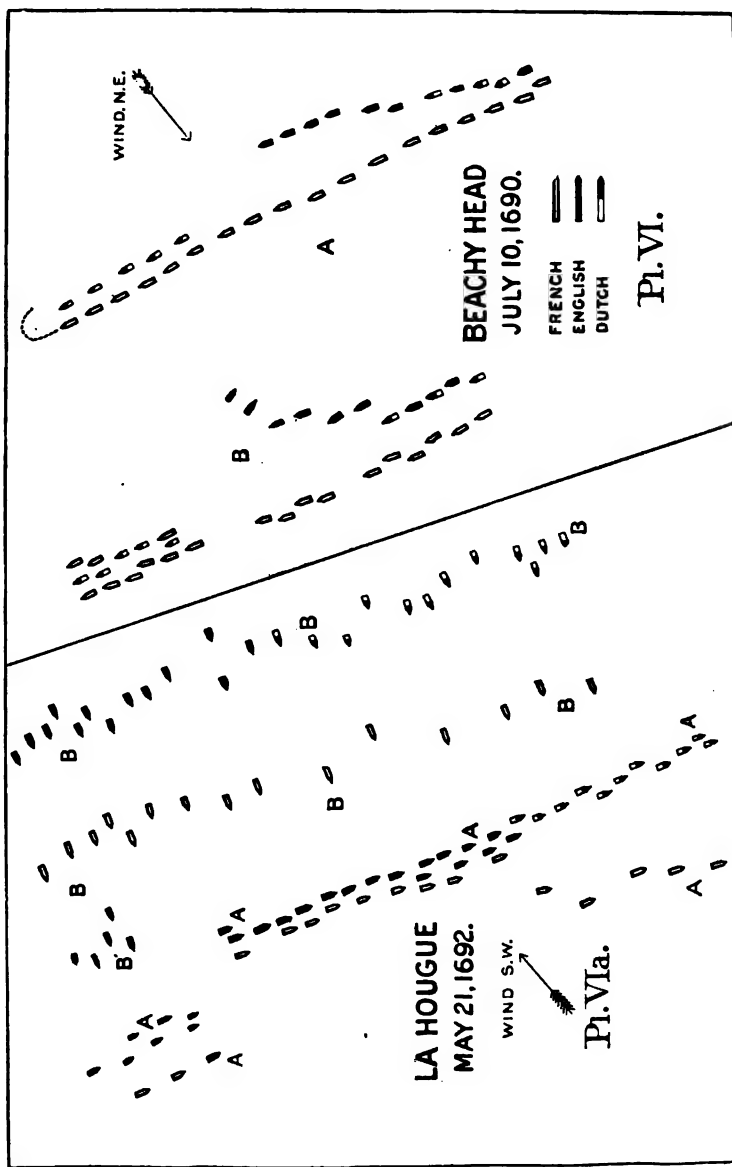 WIND. N.E.
A
BEACHY HEAD
JULY 10,1690.
FRENCH
ENGLISH
DUTCH
Pl. VI.
B
B
B
B
B
B
B
B'
A
A
A
A
A
A
LA HOUGUE
MAY 21,1692.
WIND S.W.
Pl. VIa.